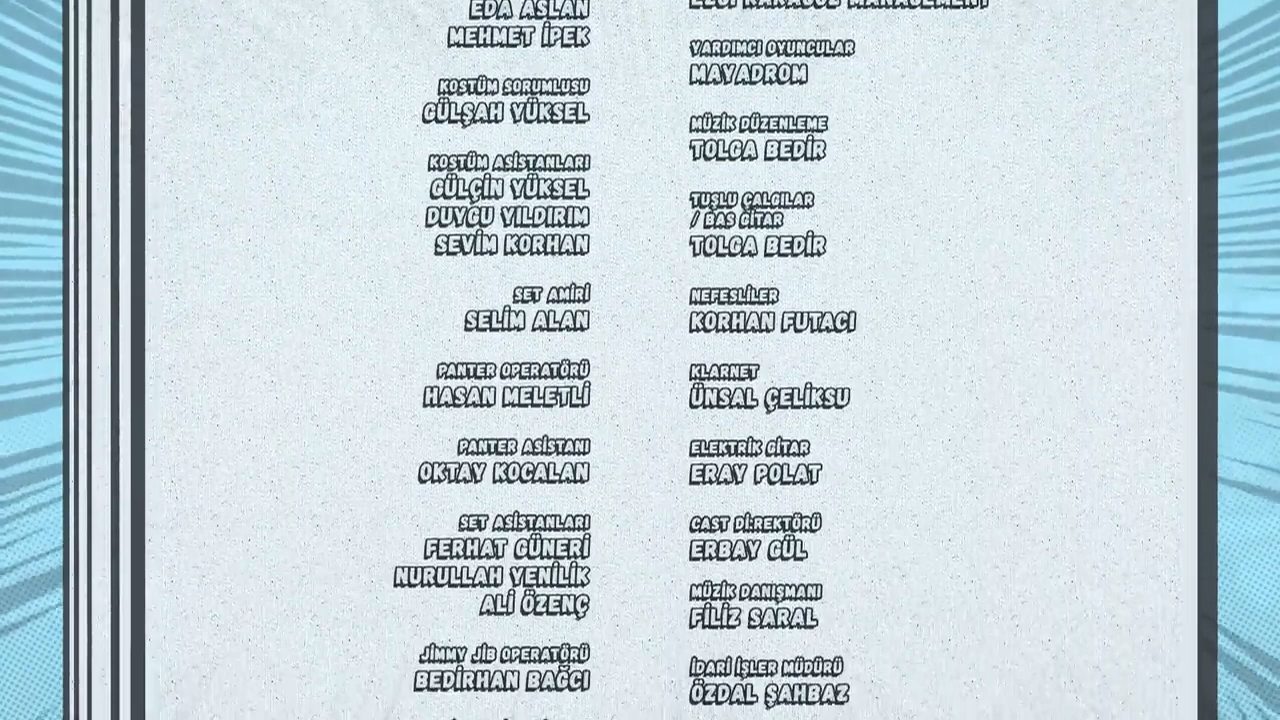 EDA ASLAN
MEHMET İPEK
KOSTÜM SORUMLUSU
GÜLŞAH YÜKSEL
KOSTÜM ASİSTANLARI
GÜLÇİN YÜKSEL
DUYGU YILDIRIM
SEVİM KORHAN
SET AMİRİ
SELİM ALAN
PANTER OPERATÖRÜ
HASAN MELETLİ
PANTER ASİSTANI
OKTAY KOCALAN
SET ASİSTANLARI
FERHAT GÜNERİ
NURULLAH YENİLİK
ALİ ÖZENÇ
JİMMY JİB OPERATÖRÜ
BEDİRHAN BAĞCI
MANAGEMENT
YARDIMCI OYUNCULAR
MAYADROM
MÜZİK DÜZENLEME
TOLGA BEDİR
TUŞLU ÇALGILAR
/ BAS GİTAR
TOLGA BEDİR
NEFESLİLER
KORHAN FUTACI
KLARNET
ÜNSAL ÇELİKSU
ELEKTRİK GİTAR
ERAY POLAT
CAST DİREKTÖRÜ
ERBAY GÜL
MÜZİK DANIŞMANI
FİLİZ SARAL
İDARİ İŞLER MÜDÜRÜ
ÖZDAL ŞAHBAZ